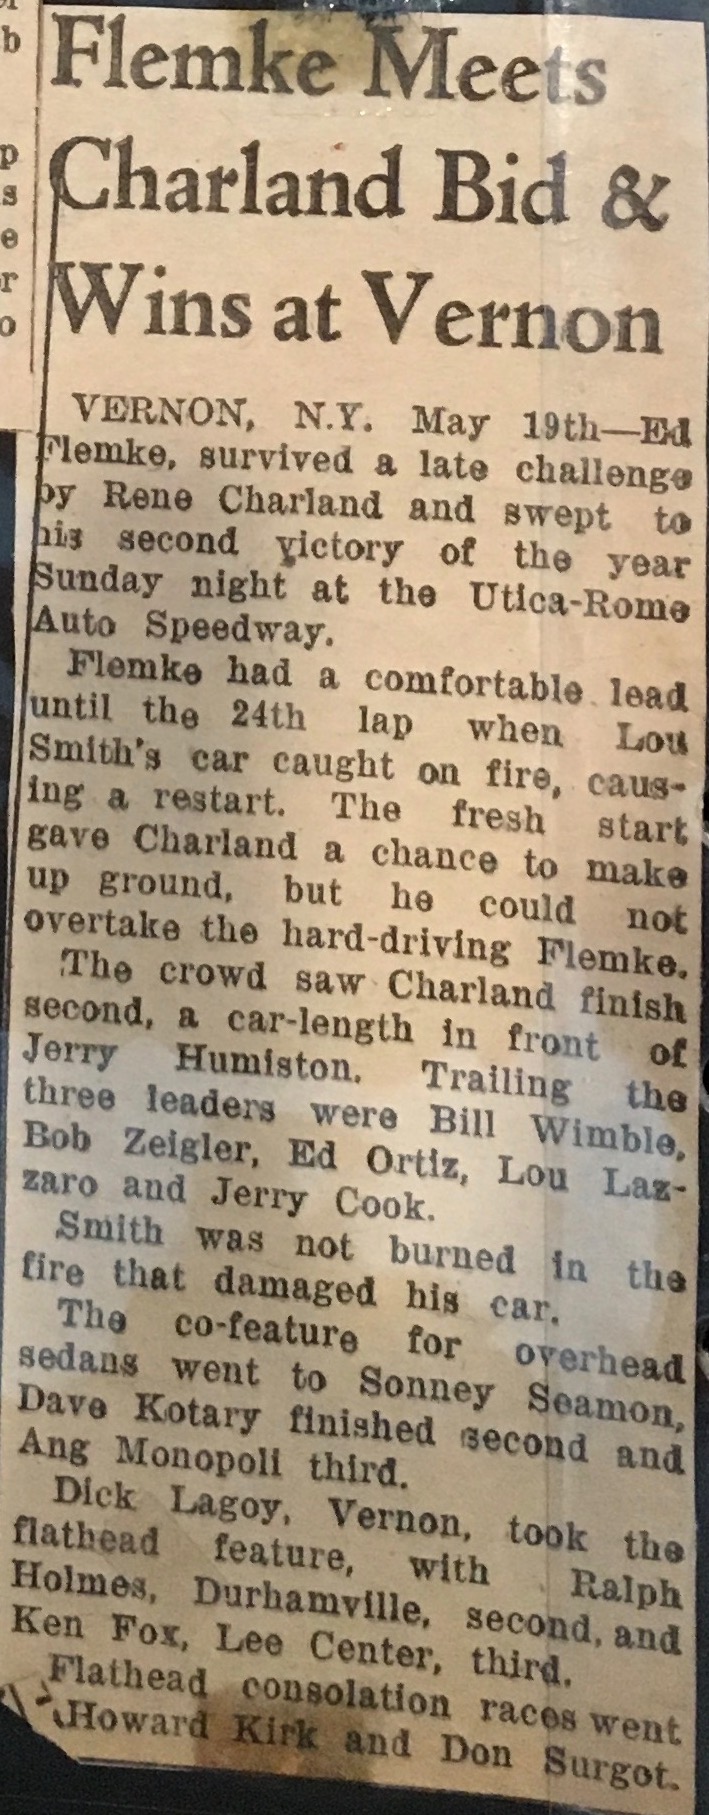 b
p
s
e
r
o
Flemke Meets
Charland Bid &
Wins at Vernon
VERNON, N.Y. May 19th—Ed
Flemke, survived a late challenge
by Rene Charland and swept to
his second victory of the year
Sunday night at the Utica-Rome
Auto Speedway.
Flemke had a comfortable lead
until the 24th lap when Lou
Smith's car caught on fire, caus-
ing a restart. The fresh start
gave Charland a chance to make
up ground, but he could not
overtake the hard-driving Flemke.
The crowd saw Charland finish
second, a car-length in front of
Jerry Humiston. Trailing the
three leaders were Bill Wimble,
Bob Zeigler, Ed Ortiz, Lou Laz-
zaro and Jerry Cook.
Smith was not burned in the
fire that damaged his car.
The co-feature for overhead
sedans went to Sonney Seamon,
Dave Kotary finished second and
Ang Monopoli third.
Dick Lagoy, Vernon, took the
flathead feature, with Ralph
Holmes, Durhamville, second, and
Ken Fox, Lee Center, third.
Flathead consolation races went
Howard Kirk and Don Surgot.